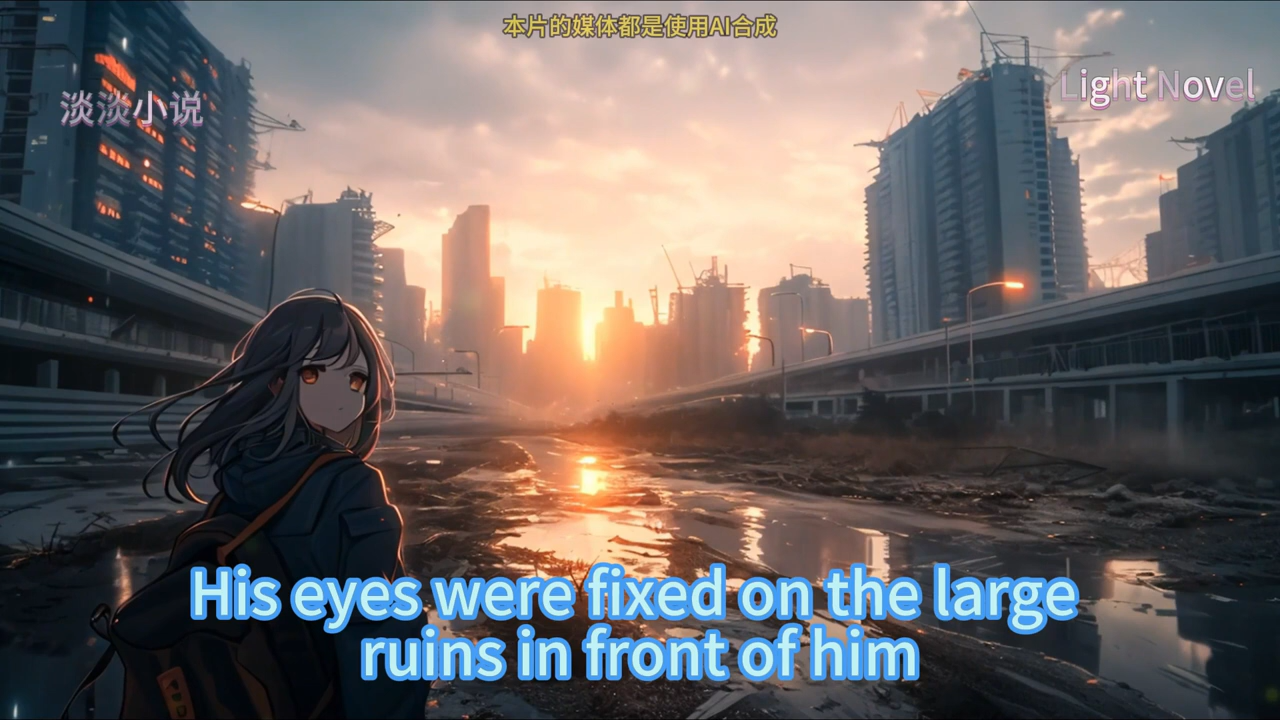 本片的媒体都是使用AI合成
淡淡小说
Light Novel
His eyes were fixed on the large
ruins in front of him